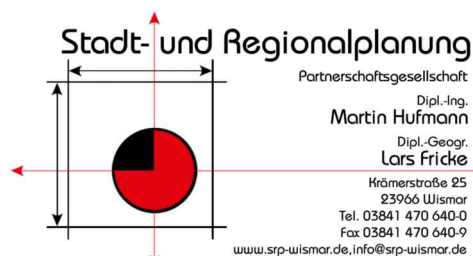 Stadt- und Regionalplanung
Partnerschaftsgesellschaft
Dipl.-Ing.
Martin Hufmann
Dipl.-Geogr.
Lars Fricke
Krämerstraße 25
23966 Wismar
Tel. 03841 470 640-0
Fax 03841 470 640-9
www.srp-wismar.de,info@srp-wismar.de